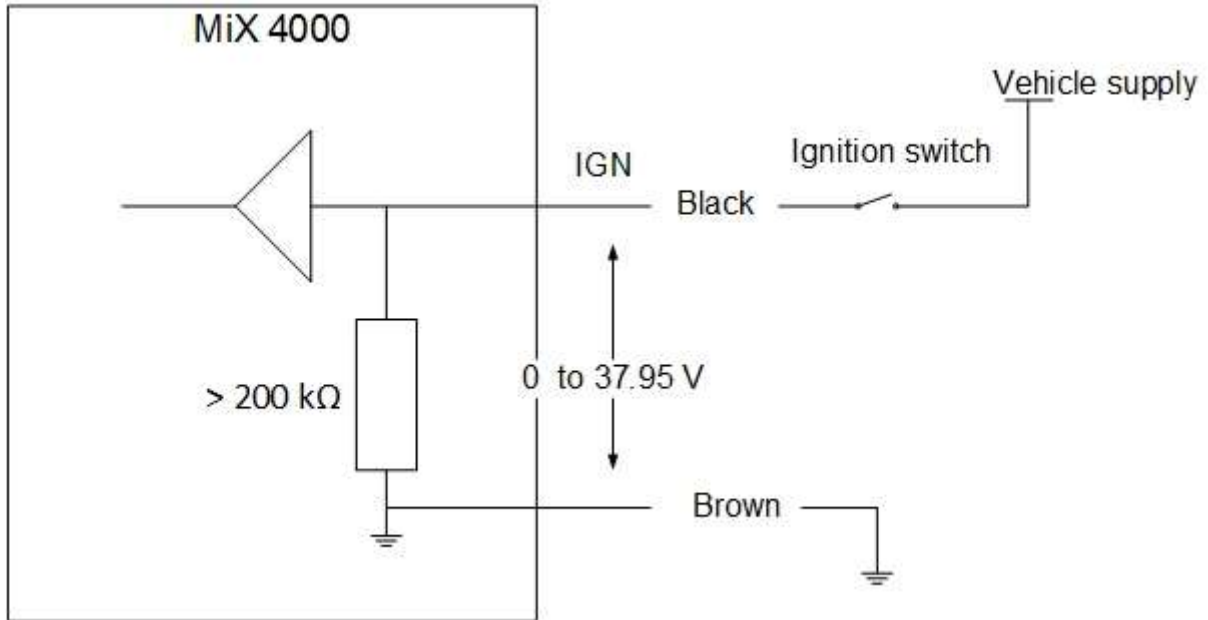 MiX 4000
Vehicle supply
Ignition switch
IGN
Black
0 to 37.95 V
> 200 kΩ
Brown